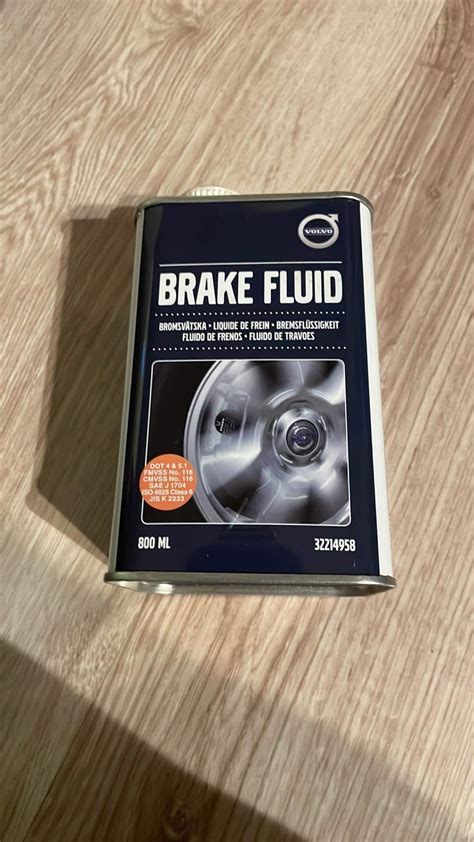 VOLVO
BRAKE FLUID
BROMSVÄTSKA • LIQUIDE DE FREIN • BREMSFLÜSSIGKEIT
FLUIDO DE FRENOS • FLUIDO DE TRAVOES
DOT 4 & 5.1
FMVSS No. 116
CMVSS No. 116
SAE J 1704
ISO 4925 Class 6
JIS K 2233
800 ML
32214958